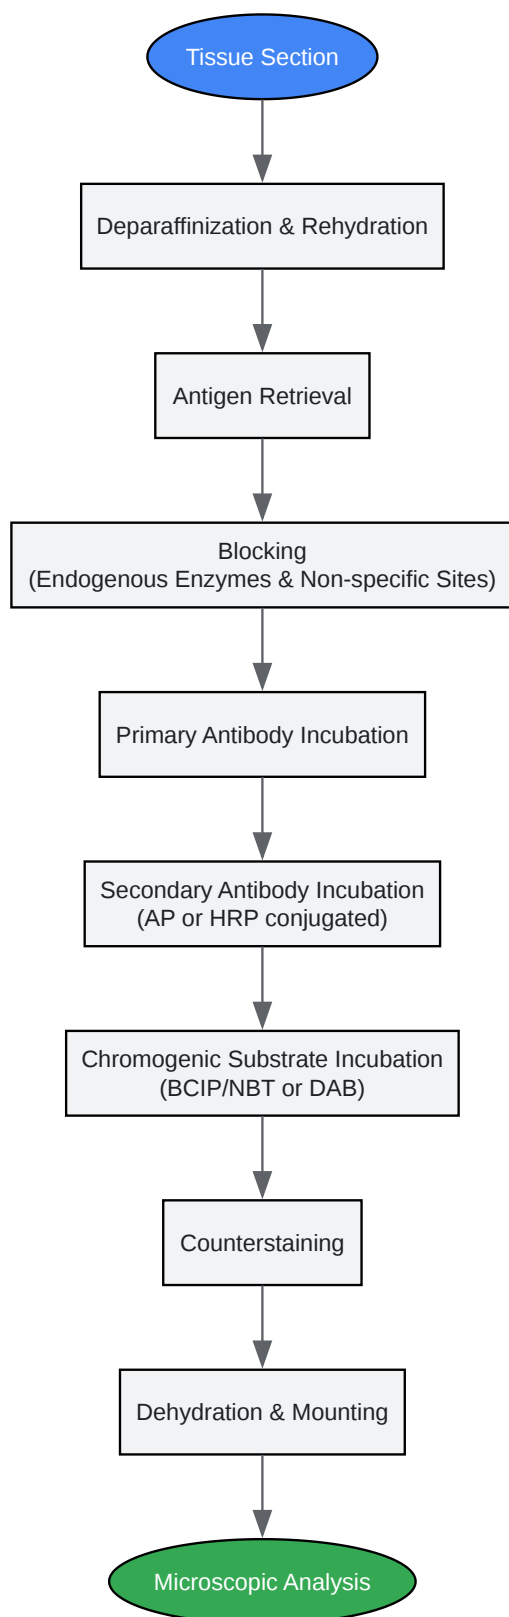 Tissue Section
Deparaffinization & Rehydration
Antigen Retrieval
Blocking
(Endogenous Enzymes & Non-specific Sites)
Primary Antibody Incubation
Secondary Antibody Incubation
(AP or HRP conjugated)
Chromogenic Substrate Incubation
(BCIP/NBT or DAB)
Counterstaining
Dehydration & Mounting
Microscopic Analysis